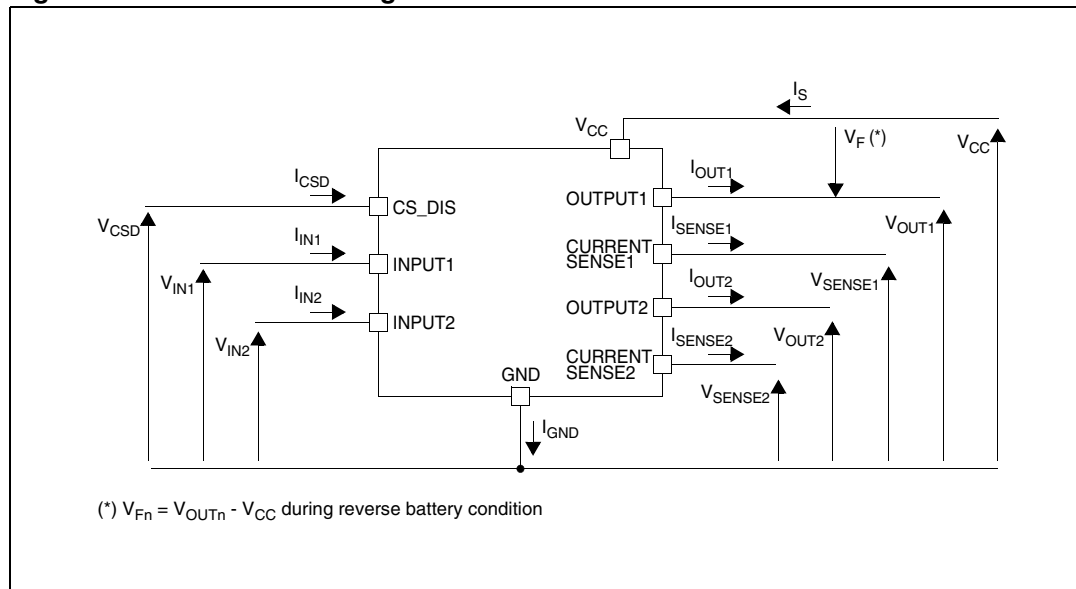 I_S
V_CC
V_F (*)
V_CC
I_CSD
CS_DIS
OUTPUT1
I_OUT1
V_CSD
V_OUT1
I_IN1
INPUT1
CURRENT
SENSE1
I_SENSE1
V_IN1
V_SENSE1
I_IN2
INPUT2
OUTPUT2
I_OUT2
V_IN2
V_OUT2
CURRENT
SENSE2
I_SENSE2
V_SENSE2
GND
I_GND
(*) V_Fn = V_OUTn - V_CC during reverse battery condition